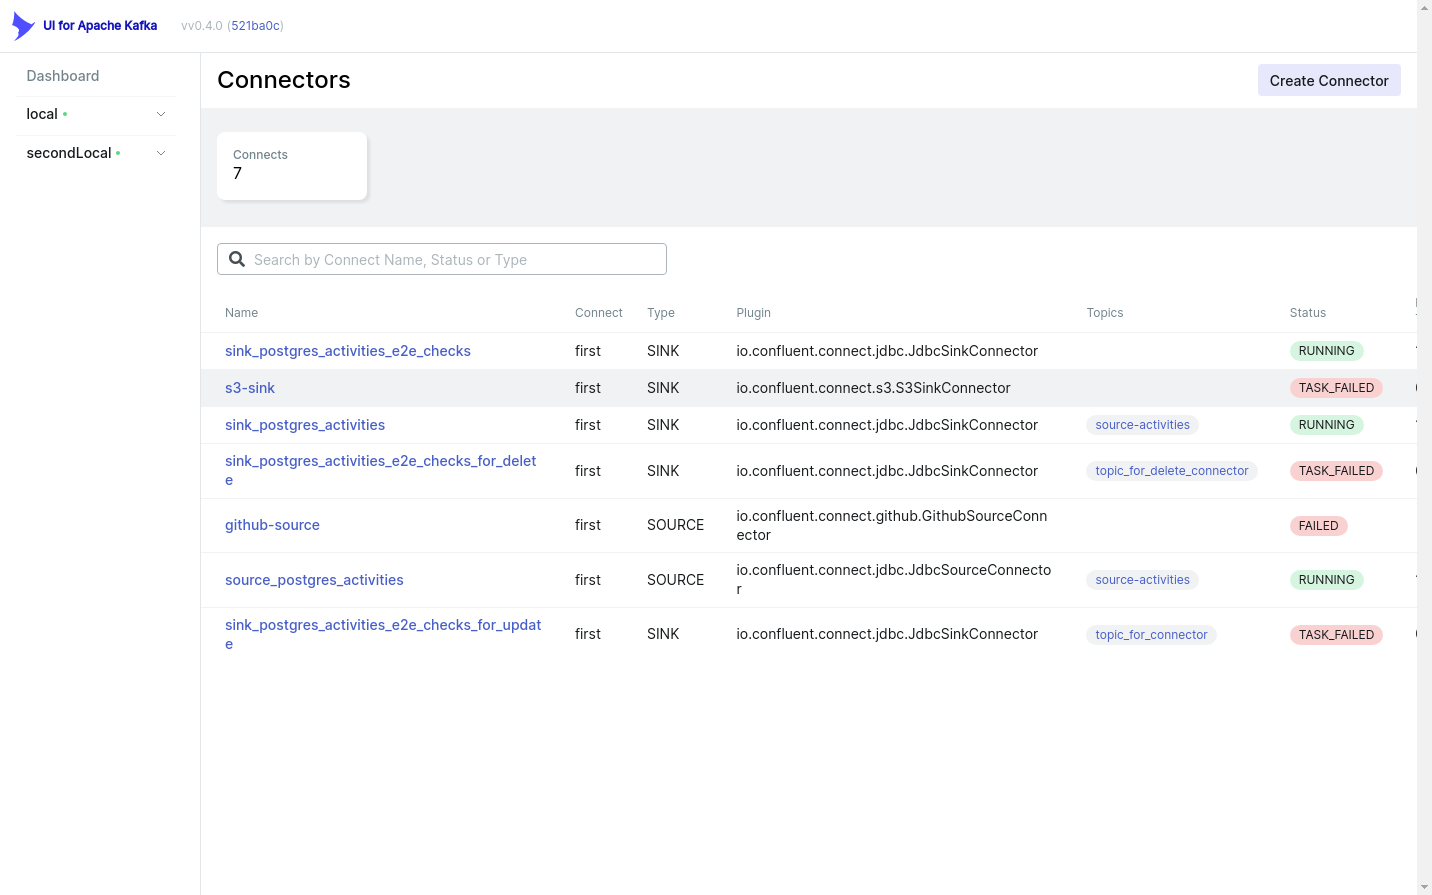 UI for Apache Kafka vv0.4.0 (521ba0c)
Dashboard
local
secondLocal
Connectors
Create Connector
Connects
7
Search by Connect Name, Status or Type
Name Connect Type Plugin Topics Status
sink_postgres_activities_e2e_checks first SINK io.confluent.connect.jdbc.JdbcSinkConnector RUNNING
s3-sink first SINK io.confluent.connect.s3.S3SinkConnector TASK_FAILED
sink_postgres_activities first SINK io.confluent.connect.jdbc.JdbcSinkConnector source-activities RUNNING
sink_postgres_activities_e2e_checks_for_delet
e
first SINK io.confluent.connect.jdbc.JdbcSinkConnector topic_for_delete_connector TASK_FAILED
github-source first SOURCE
io.confluent.connect.github.GithubSourceConn
ector
FAILED
source_postgres_activities first SOURCE
io.confluent.connect.jdbc.JdbcSourceConnecto
r
source-activities RUNNING
sink_postgres_activities_e2e_checks_for_updat
e
first SINK io.confluent.connect.jdbc.JdbcSinkConnector topic_for_connector TASK_FAILED